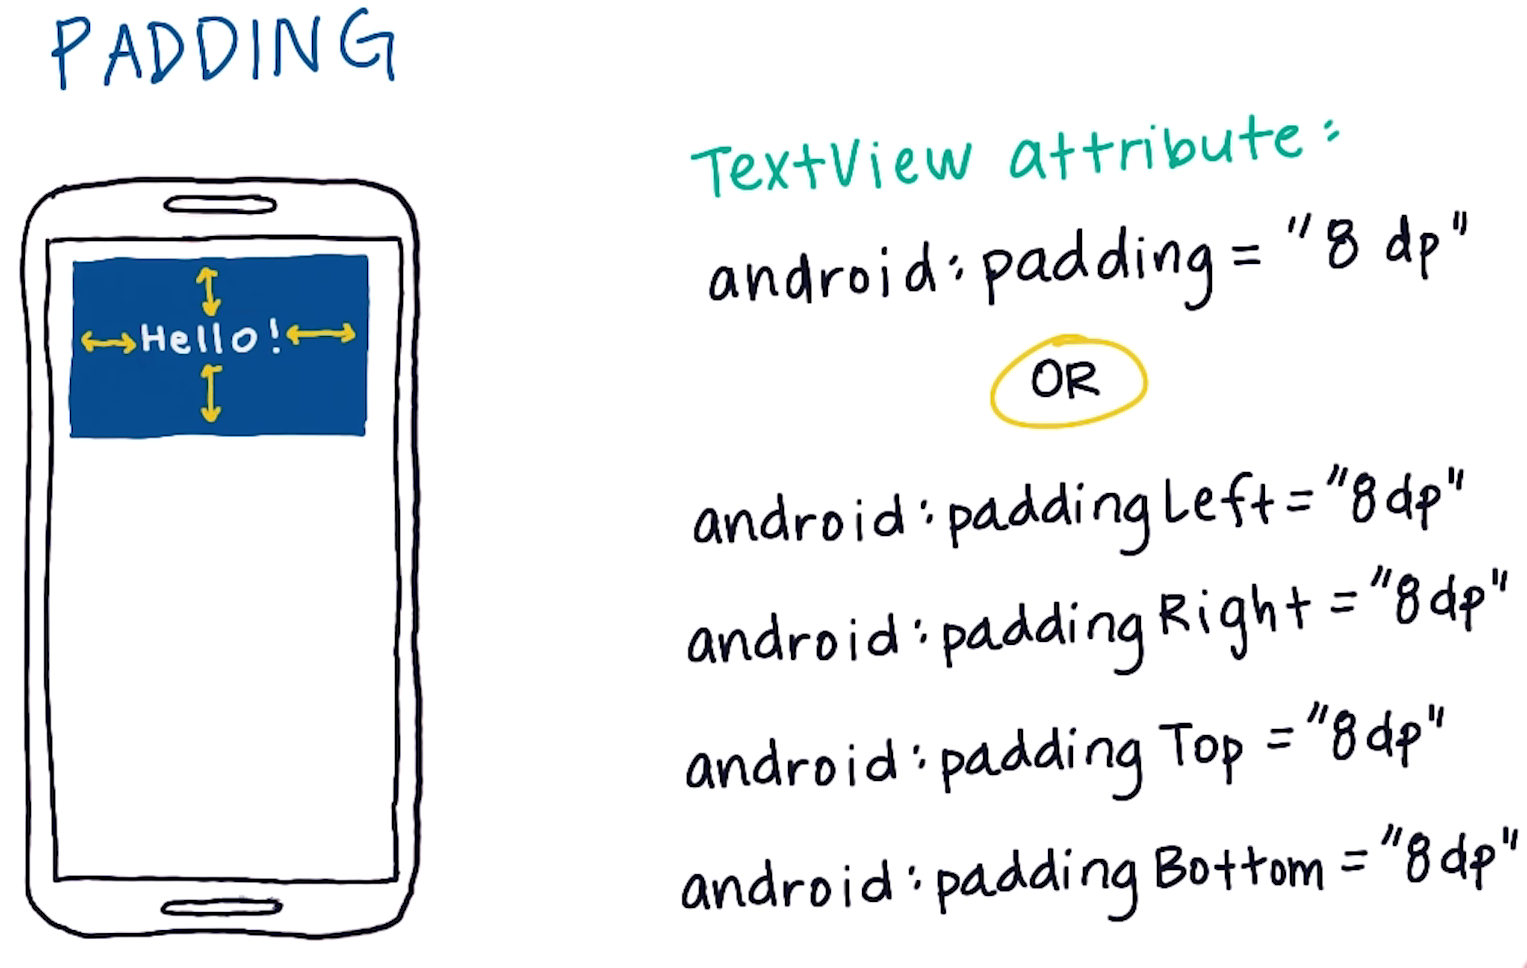 PADDING
Hello!
TextView attribute:
android:padding = "8 dp"
OR
android:paddingLeft = "8dp"
android:paddingRight = "8dp"
android:paddingTop = "8dp"
android:paddingBottom = "8dp"